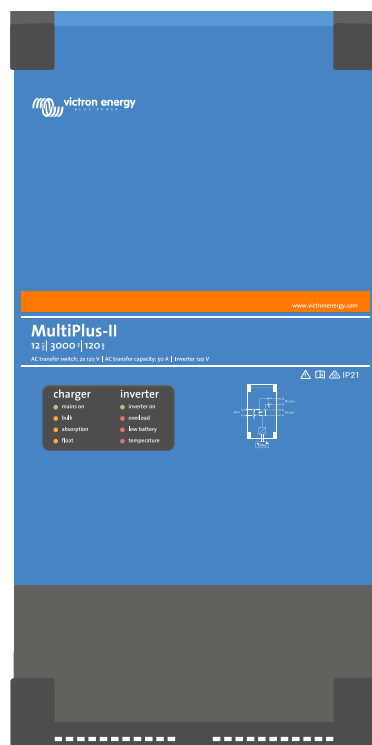 victron energy
BLUE POWER
www.victronenergy.com
MultiPlus-II
12 | 3000 | 120
AC transfer switch: 2x 120 V | AC transfer capacity: 50 A | Inverter 120 V
IP21
charger inverter
mains on inverter on
bulk overload
absorption low battery
float temperature